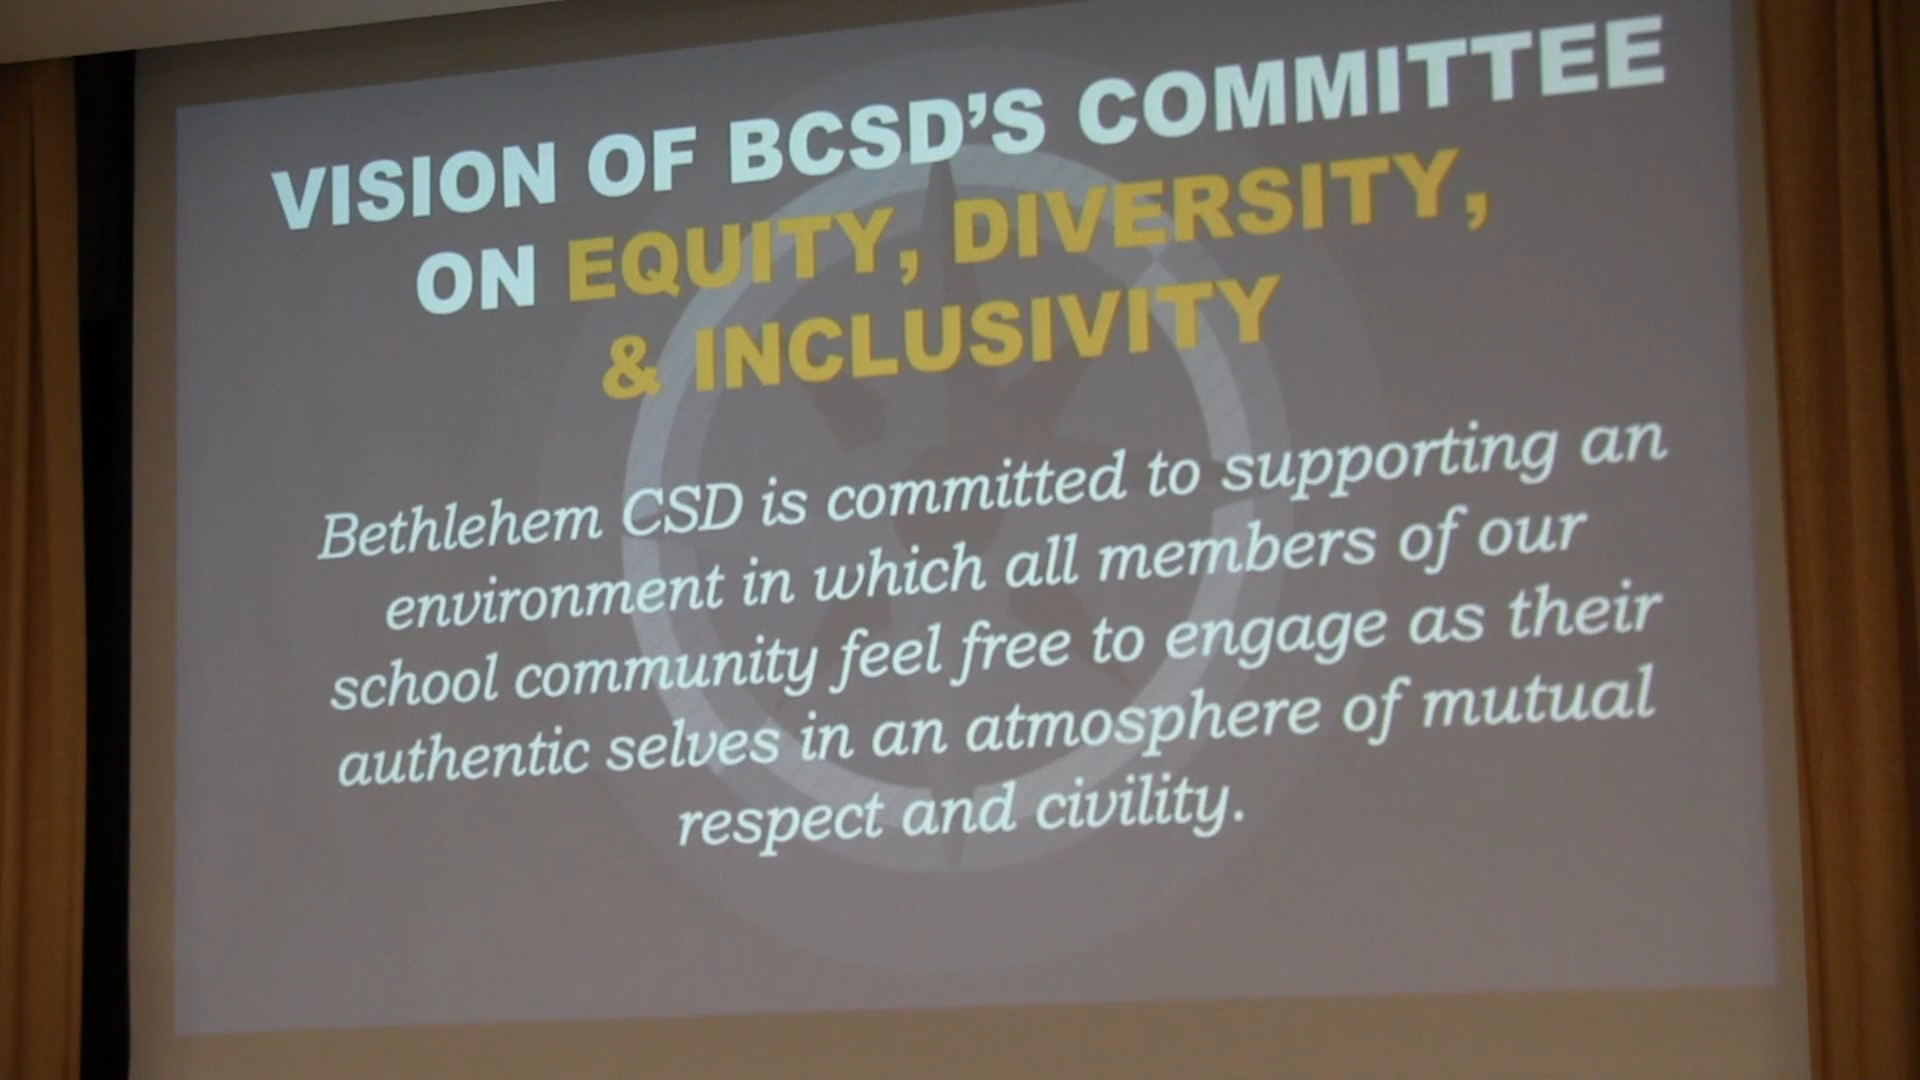 VISION OF BCSD'S COMMITTEE
ON EQUITY, DIVERSITY,
& INCLUSIVITY
Bethlehem CSD is committed to supporting an
environment in which all members of our
school community feel free to engage as their
authentic selves in an atmosphere of mutual
respect and civility.